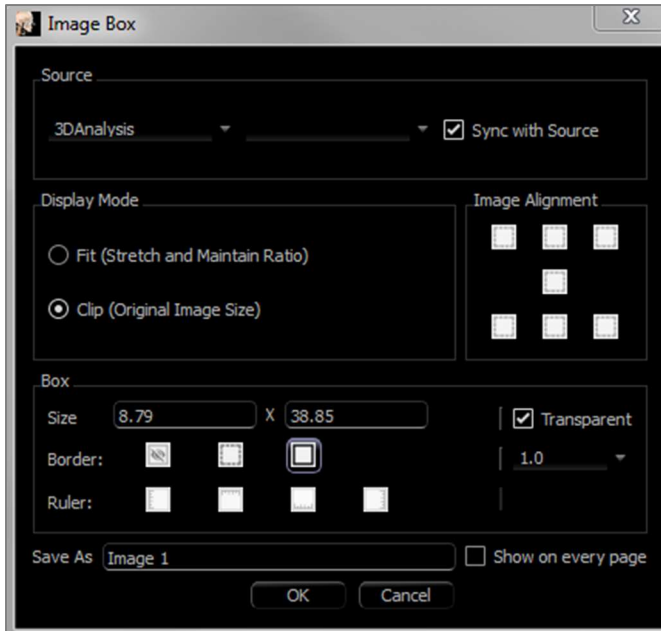 Image Box
Source
3DAnalysis
Sync with Source
Display Mode
Image Alignment
Fit (Stretch and Maintain Ratio)
Clip (Original Image Size)
Box
Size 8.79 X 38.85 Transparent
Border: 1.0
Ruler:
Save As Image 1 Show on every page
OK Cancel